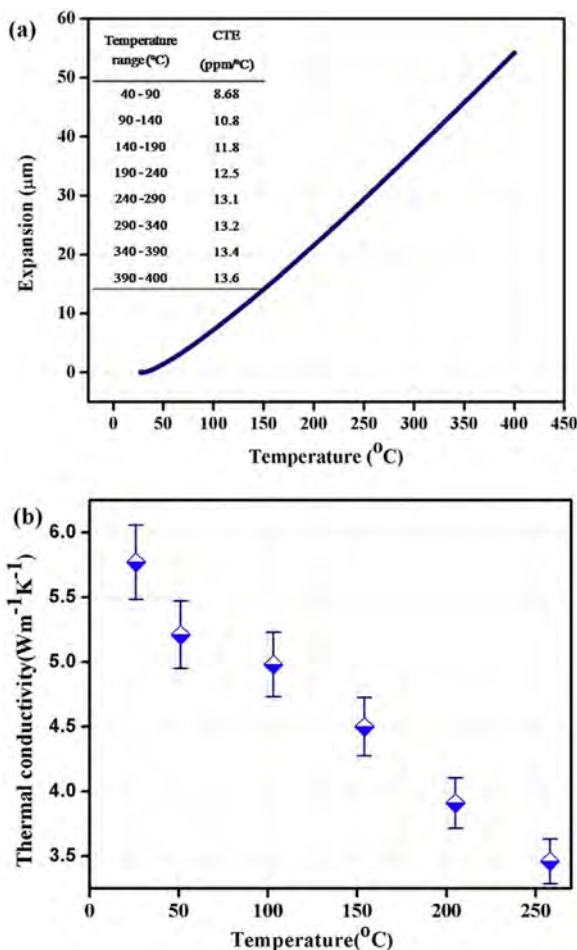 (a)
60
50
40
30
20
10
0
Expansion (μm)
Temperature CTE
range (°C) (ppm/°C)
40 - 90 8.68
90 - 140 10.8
140 - 190 11.8
190 - 240 12.5
240 - 290 13.1
290 - 340 13.2
340 - 390 13.4
390 - 400 13.6
0 50 100 150 200 250 300 350 400 450
Temperature (°C)
(b)
6.0
5.5
5.0
4.5
4.0
3.5
Thermal conductivity(Wm⁻¹K⁻¹)
0 50 100 150 200 250
Temperature(°C)